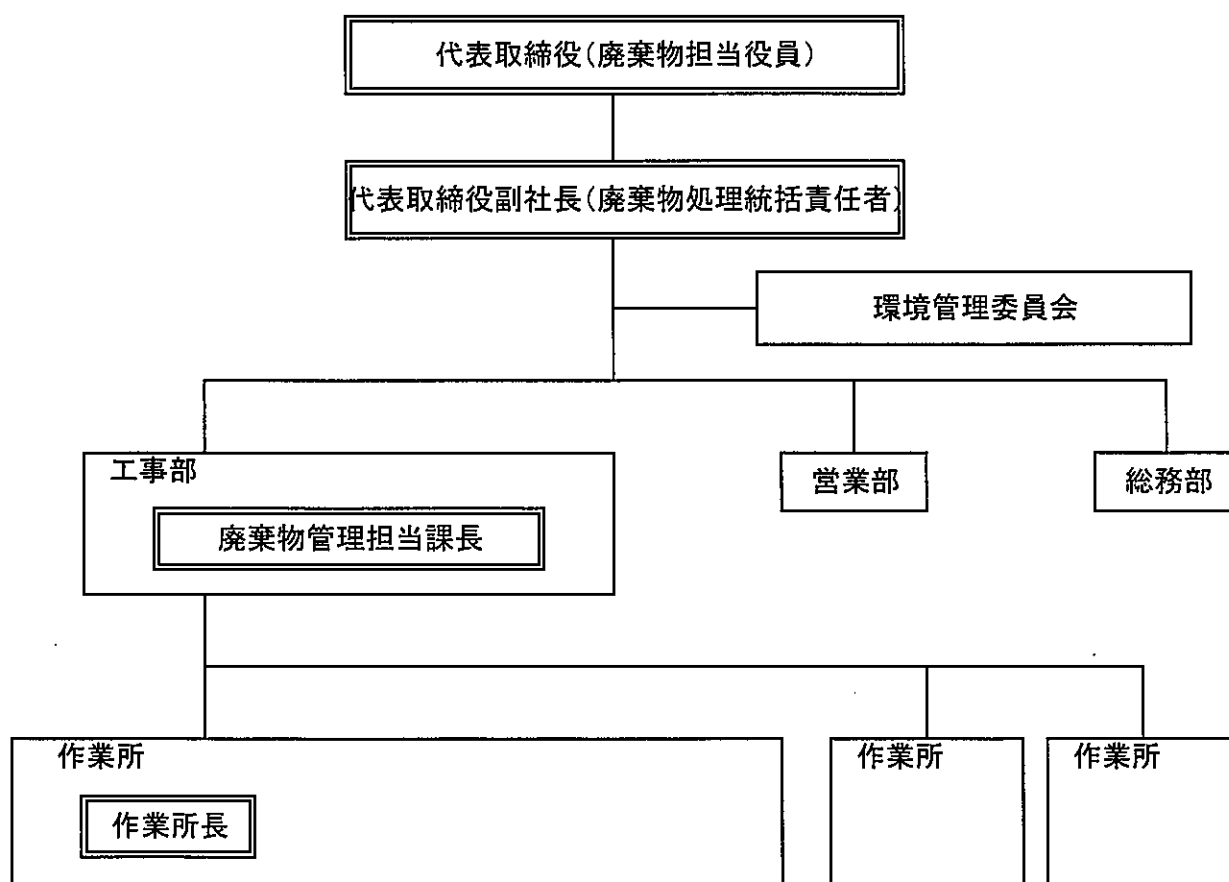 代表取締役(廃棄物担当役員)
代表取締役副社長(廃棄物処理統括責任者)
環境管理委員会
工事部
営業部
総務部
廃棄物管理担当課長
作業所
作業所
作業所
作業所長